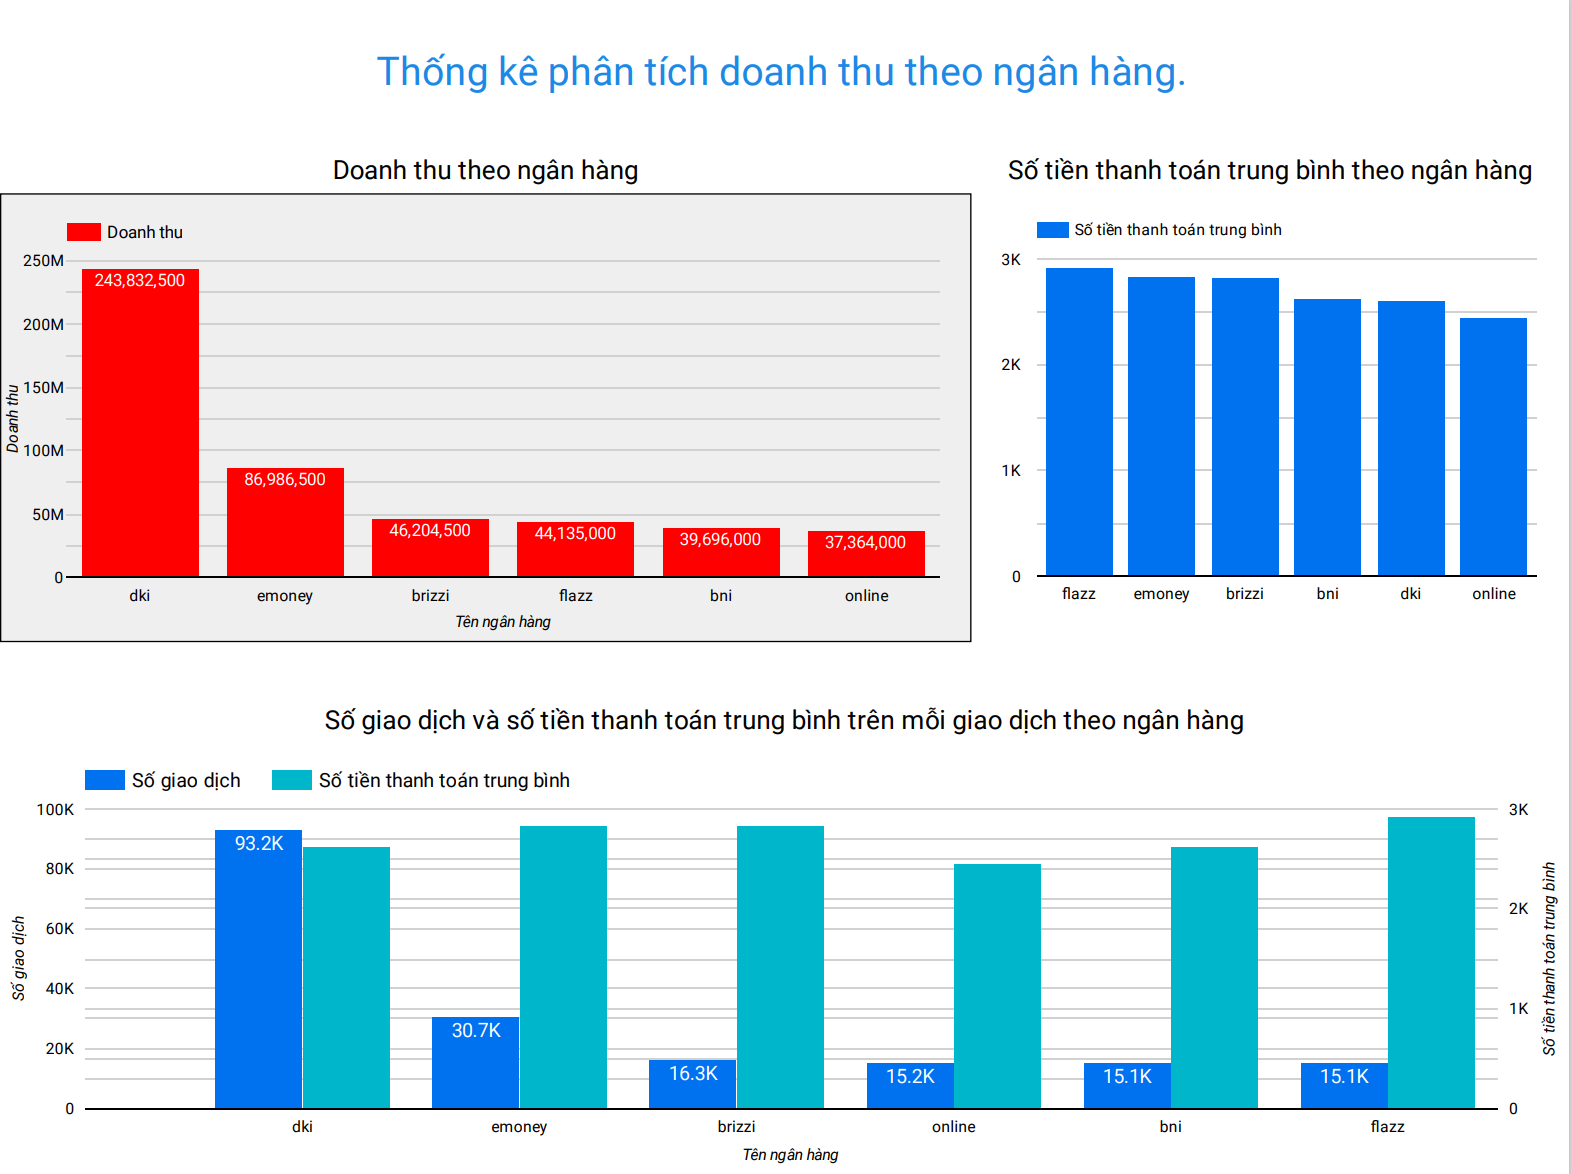 Thống kê phân tích doanh thu theo ngân hàng.
Doanh thu theo ngân hàng
Doanh thu
250M
200M
150M
100M
50M
0
Doanh thu
243,832,500
86,986,500
46,204,500
44,135,000
39,696,000
37,364,000
dki emoney brizzi flazz bni online
Tên ngân hàng
Số tiền thanh toán trung bình theo ngân hàng
Số tiền thanh toán trung bình
3K
2K
1K
0
flazz emoney brizzi bni dki online
Số giao dịch và số tiền thanh toán trung bình trên mỗi giao dịch theo ngân hàng
Số giao dịch Số tiền thanh toán trung bình
100K
80K
60K
40K
20K
0
Số giao dịch
93.2K
30.7K
16.3K
15.2K
15.1K
15.1K
3K
2K
1K
0
Số tiền thanh toán trung bình
dki emoney brizzi online bni flazz
Tên ngân hàng